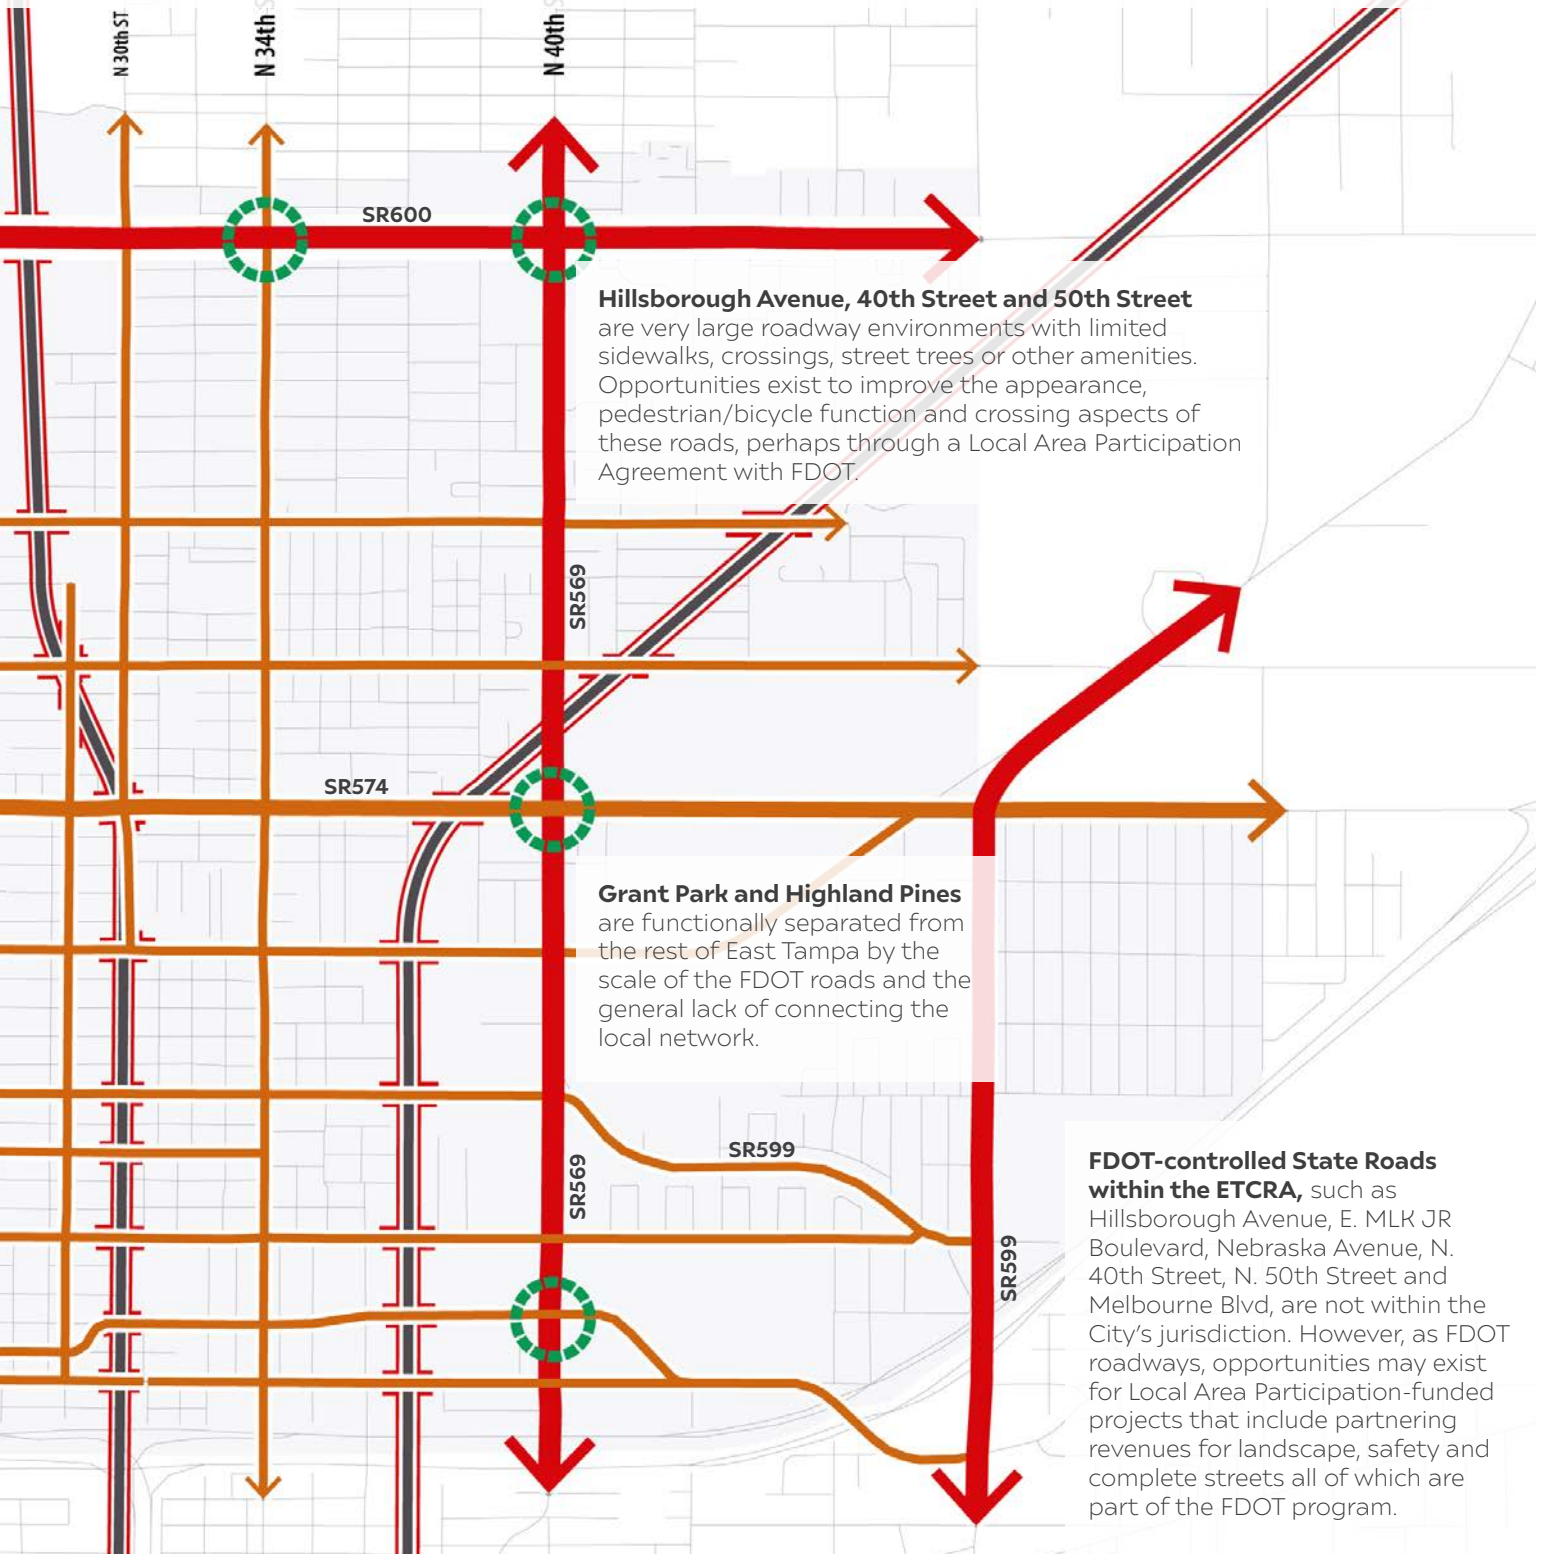 N 30th ST
N 34th S
N 40th S
SR600
Hillsborough Avenue, 40th Street and 50th Street
are very large roadway environments with limited
sidewalks, crossings, street trees or other amenities.
Opportunities exist to improve the appearance,
pedestrian/bicycle function and crossing aspects of
these roads, perhaps through a Local Area Participation
Agreement with FDOT.
SR569
SR574
Grant Park and Highland Pines
are functionally separated from
the rest of East Tampa by the
scale of the FDOT roads and the
general lack of connecting the
local network.
SR599
SR569
SR599
FDOT-controlled State Roads
within the ETCRA, such as
Hillsborough Avenue, E. MLK JR
Boulevard, Nebraska Avenue, N.
40th Street, N. 50th Street and
Melbourne Blvd, are not within the
City’s jurisdiction. However, as FDOT
roadways, opportunities may exist
for Local Area Participation-funded
projects that include partnering
revenues for landscape, safety and
complete streets all of which are
part of the FDOT program.